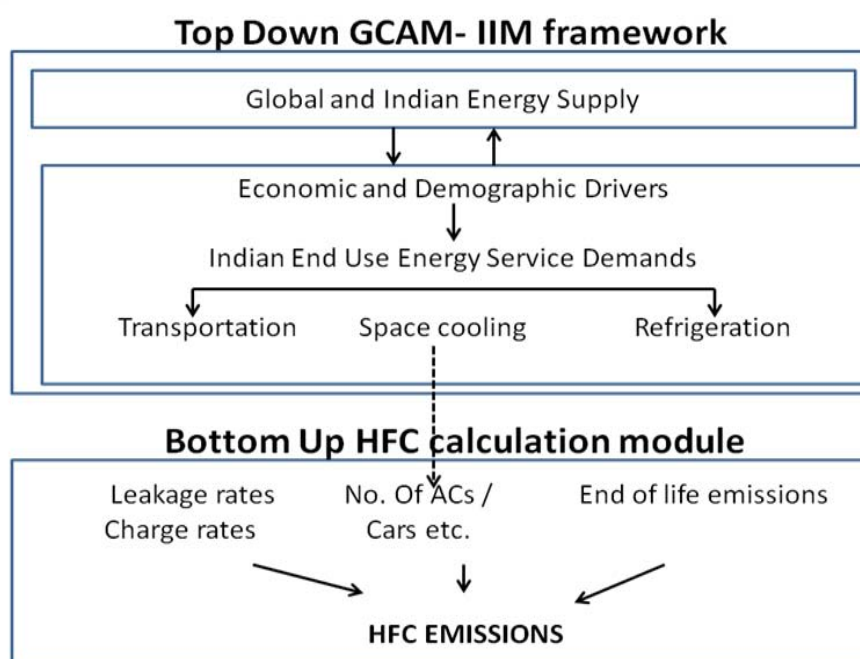 Top Down GCAM- IIM framework
Global and Indian Energy Supply
Economic and Demographic Drivers
Indian End Use Energy Service Demands
Transportation Space cooling Refrigeration
Bottom Up HFC calculation module
Leakage rates No. Of ACs / End of life emissions
Charge rates Cars etc.
HFC EMISSIONS